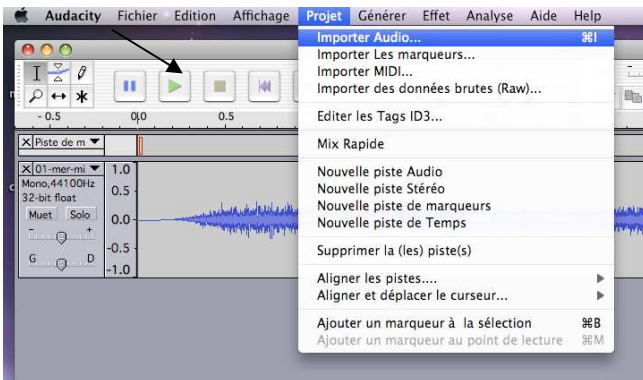 Audacity Fichier Edition Affichage Projet Générer Effet Analyse Aide Help
Importer Audio... ⌘I
Importer Les marqueurs...
Importer MIDI...
Importer des données brutes (Raw)...
Editer les Tags ID3...
Mix Rapide
Nouvelle piste Audio
Nouvelle piste Stéréo
Nouvelle piste de marqueurs
Nouvelle piste de Temps
Supprimer la (les) piste(s)
Aligner les pistes....
Aligner et déplacer le curseur...
Ajouter un marqueur à la sélection ⌘B
Ajouter un marqueur au point de lecture ⌘M
- 0.5 0,0 0.5
X Piste de m
X 01-mer-mi
Mono,44100Hz
32-bit float
Muet Solo
- +
G D
1.0
0.5
0.0
-0.5
-1.0